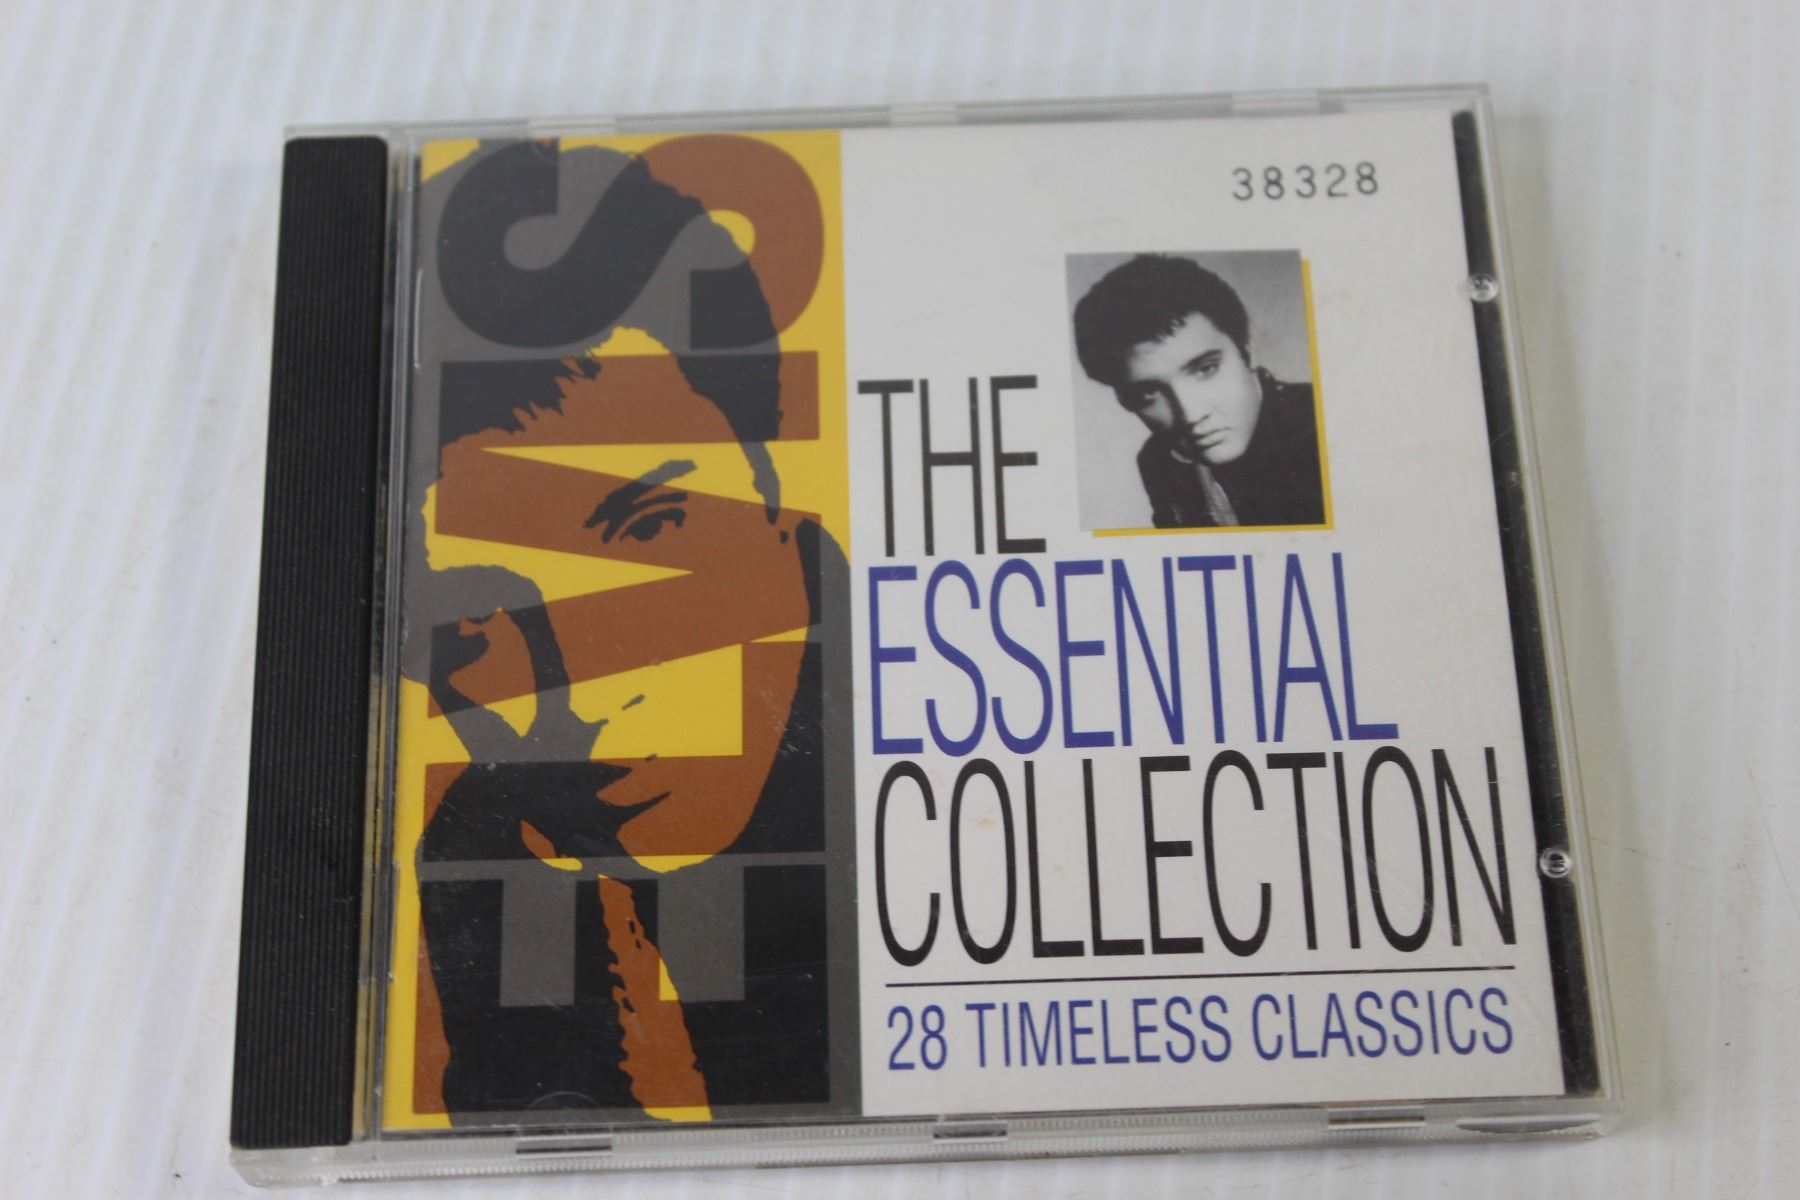 ELVIS
38328
THE
ESSENTIAL
COLLECTION
28 TIMELESS CLASSICS